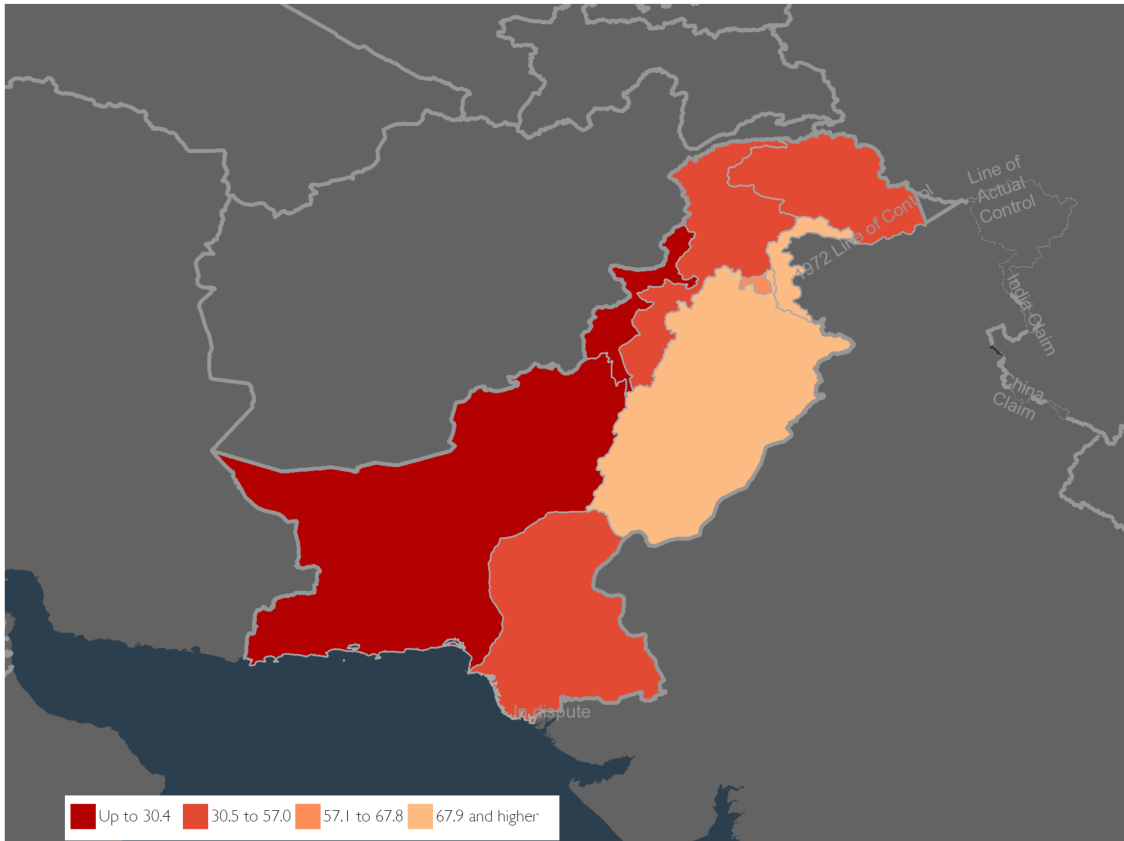 Line of
Actual
Control
1972 Line of Control
India Claim
China
Claim
In dispute
Up to 30.4
30.5 to 57.0
57.1 to 67.8
67.9 and higher